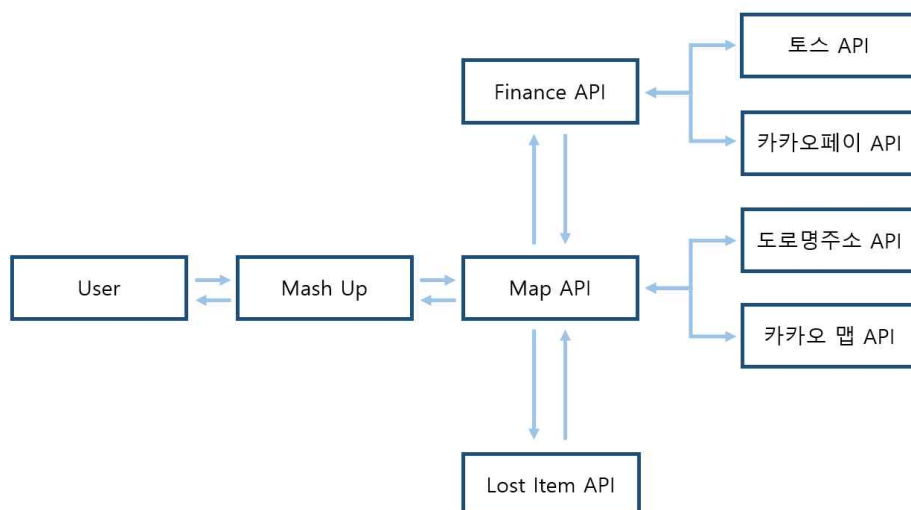 토스 API
Finance API
카카오페이 API
도로명주소 API
User
Mash Up
Map API
카카오 맵 API
Lost Item API